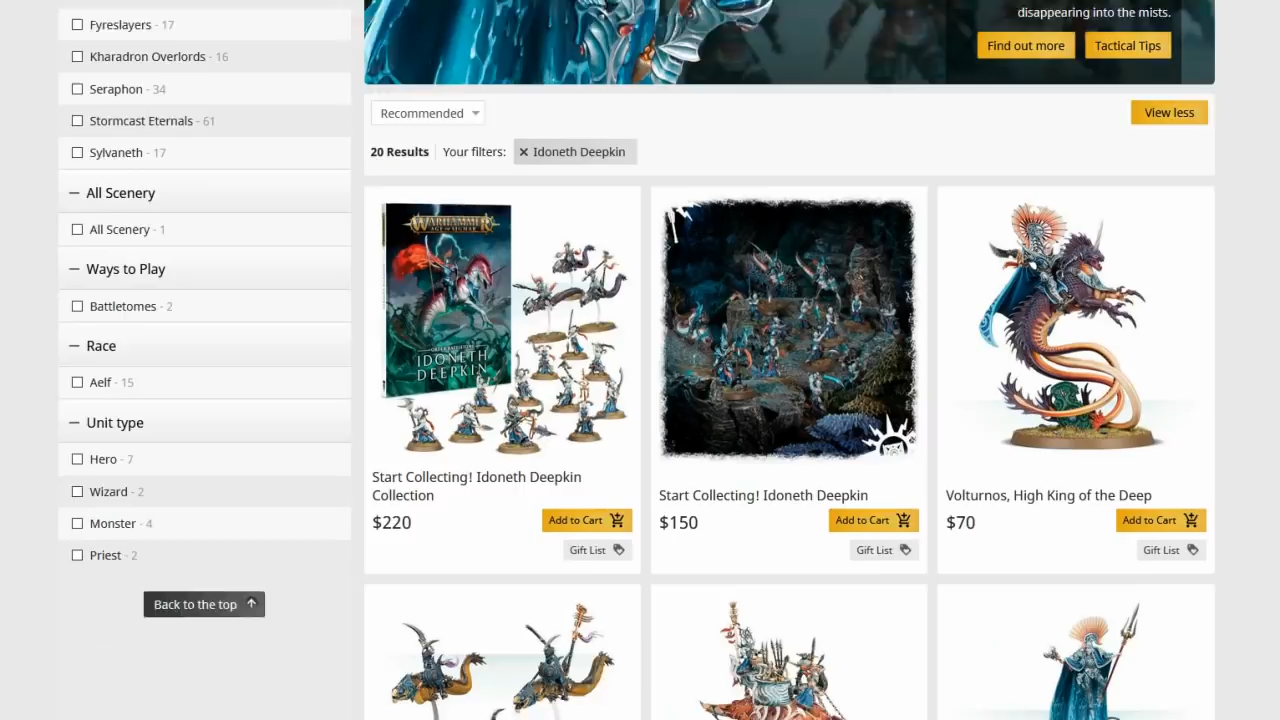 disappearing into the mists.
Find out more
Tactical Tips
Fyreslayers - 17
Kharadron Overlords - 16
Seraphon - 34
Stormcast Eternals - 61
Sylvaneth - 17
All Scenery
All Scenery - 1
Ways to Play
Battletomes - 2
Race
Aelf - 15
Unit type
Hero - 7
Wizard - 2
Monster - 4
Priest - 2
Back to the top
Recommended
View less
20 Results
Your filters:
Idoneth Deepkin
WARHAMMER
AGE OF SIGMAR
ORDER BATTLETOME
IDONETH
DEEPKIN
Start Collecting! Idoneth Deepkin
Collection
$220
Add to Cart
Gift List
Start Collecting! Idoneth Deepkin
$150
Add to Cart
Gift List
Volturnos, High King of the Deep
$70
Add to Cart
Gift List